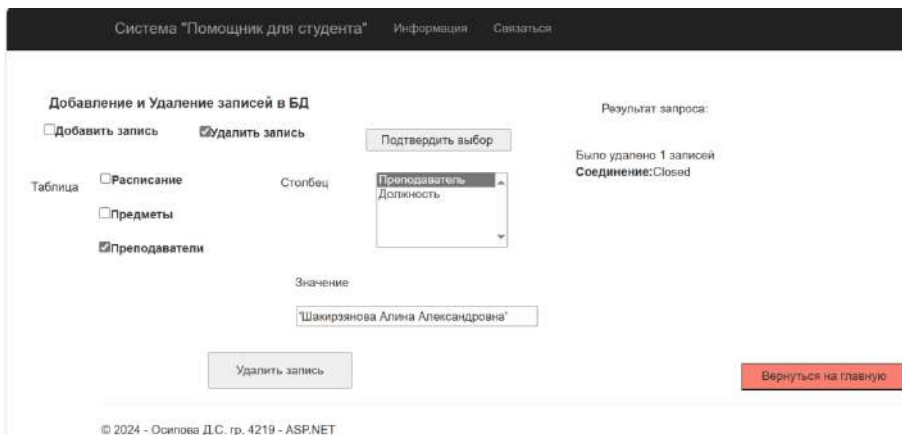 Система "Помощник для студента" Информация Связаться
Добавление и Удаление записей в БД
Результат запроса:
Добавить запись Удалить запись
Подтвердить выбор
Было удалено 1 записей
Соединение:Closed
Таблица
Расписание
Столбец
Преподаватель
Должность
Предметы
Преподаватели
Значение
'Шакирзянова Алина Александровна'
Удалить запись
Вернуться на главную
© 2024 - Осипова Д.С. гр. 4219 - ASP.NET